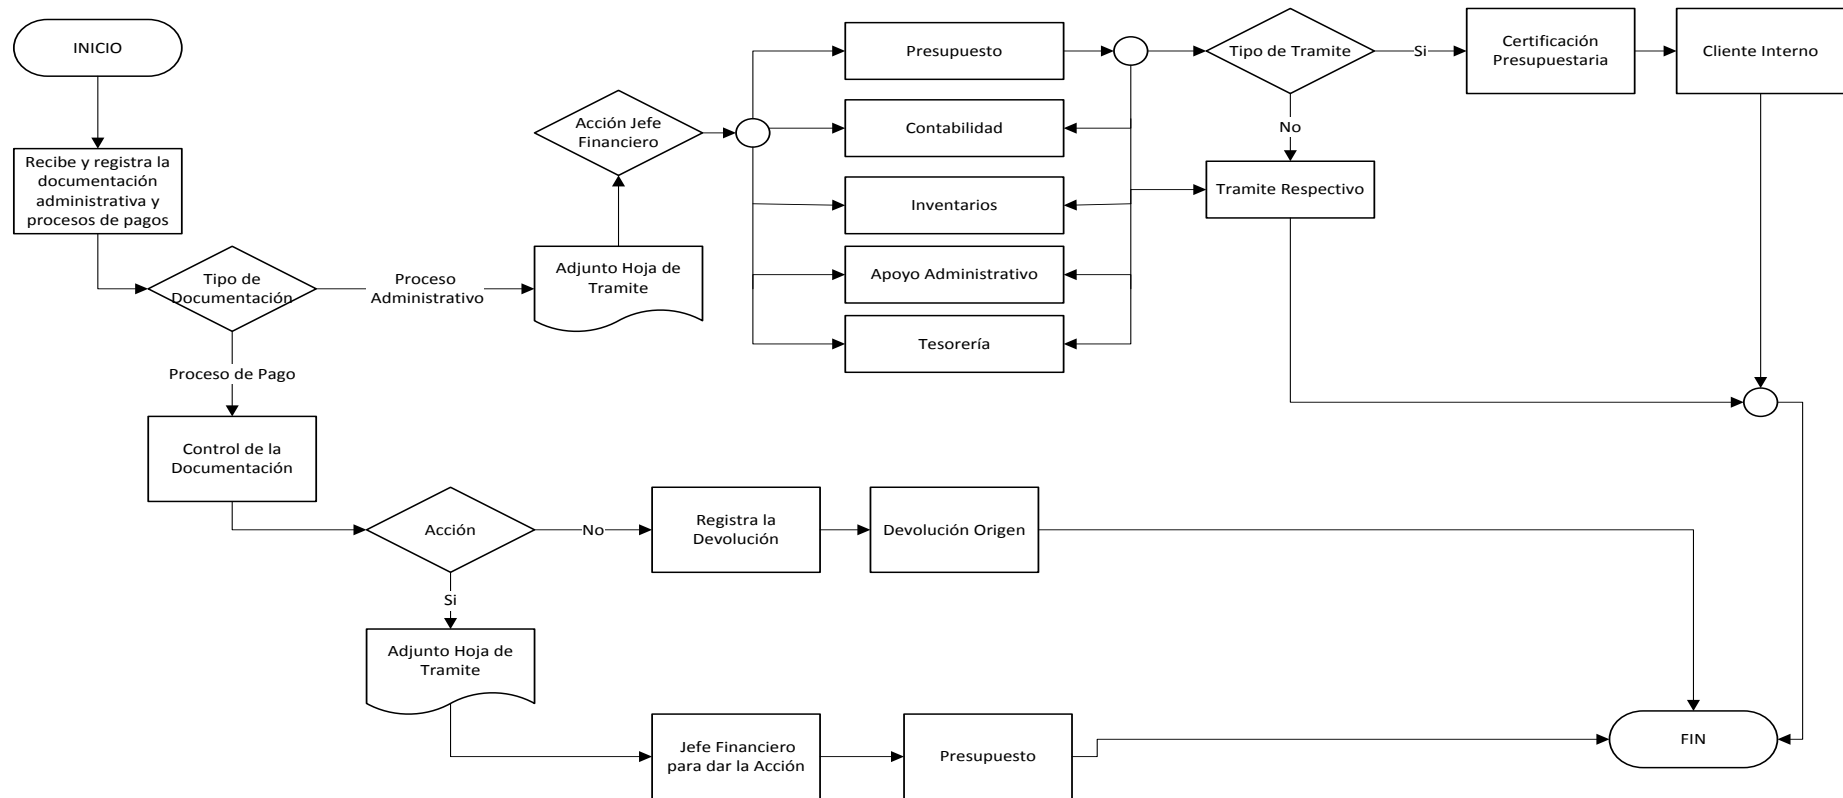 INICIO
Recibe y registra la
documentación
administrativa y
procesos de pagos
Tipo de
Documentación
Proceso
Administrativo
Adjunto Hoja de
Tramite
Acción Jefe
Financiero
Presupuesto
Contabilidad
Inventarios
Apoyo Administrativo
Tesorería
Tipo de Tramite
Si
Certificación
Presupuestaria
Cliente Interno
No
Tramite Respectivo
Proceso de Pago
Control de la
Documentación
Acción
No
Registra la
Devolución
Devolución Origen
Si
Adjunto Hoja de
Tramite
Jefe Financiero
para dar la Acción
Presupuesto
FIN